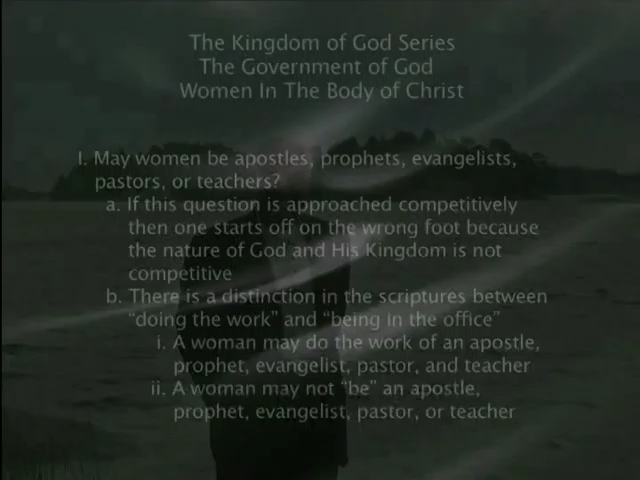 The Kingdom of God Series
The Government of God
Women In The Body of Christ
I. May women be apostles, prophets, evangelists,
pastors, or teachers?
a. If this question is approached competitively
then one starts off on the wrong foot because
the nature of God and His Kingdom is not
competitive
b. There is a distinction in the scriptures between
“doing the work” and “being in the office”
i. A woman may do the work of an apostle,
prophet, evangelist, pastor, and teacher
ii. A woman may not “be” an apostle,
prophet, evangelist, pastor, or teacher